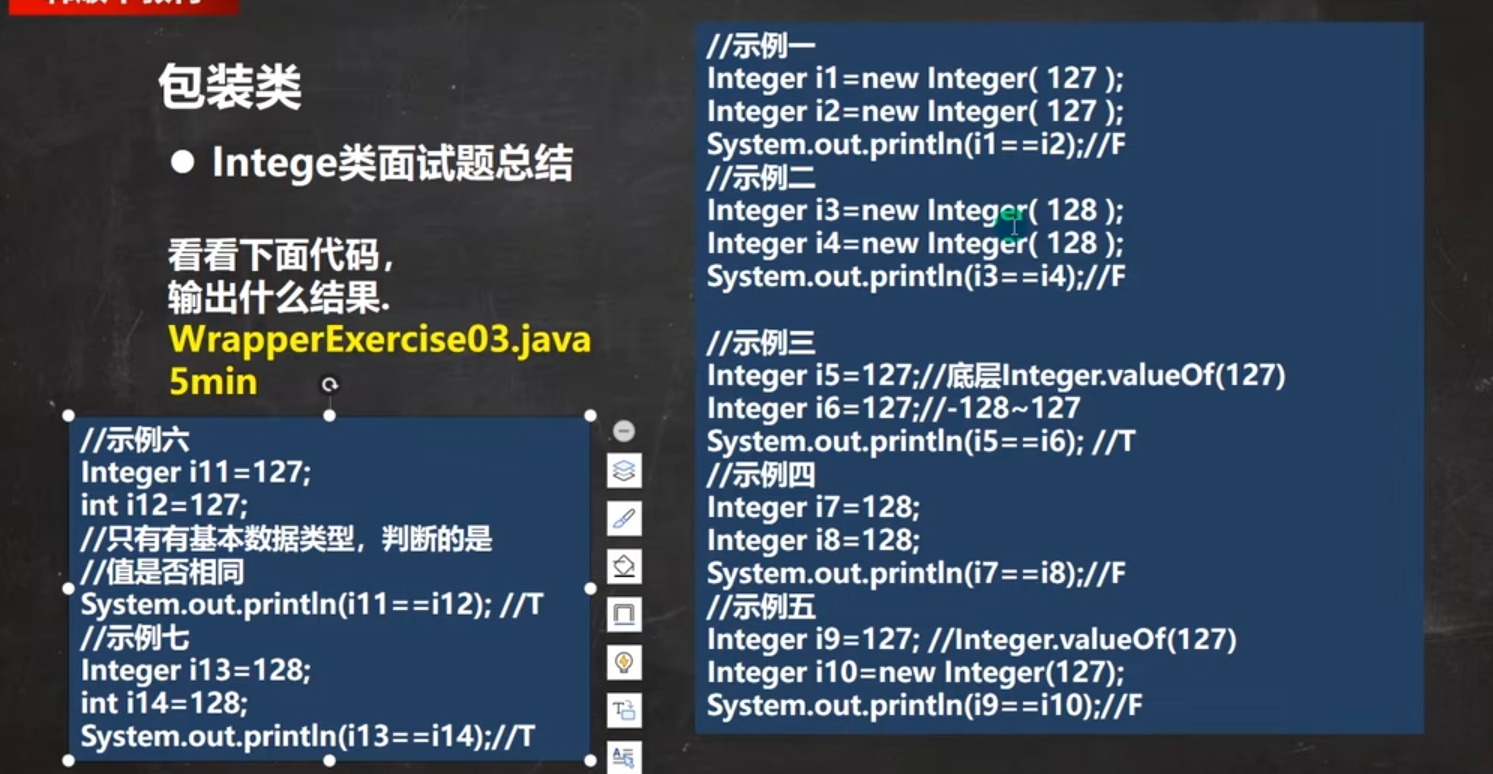 包装类
● Intege类面试题总结
看看下面代码，
输出什么结果.
WrapperExercise03.java
5min
//示例六
Integer i11=127;
int i12=127;
//只有有基本数据类型，判断的是
//值是否相同
System.out.println(i11==i12); //T
//示例七
Integer i13=128;
int i14=128;
System.out.println(i13==i14);//T
//示例一
Integer i1=new Integer( 127 );
Integer i2=new Integer( 127 );
System.out.println(i1==i2);//F
//示例二
Integer i3=new Integer( 128 );
Integer i4=new Integer( 128 );
System.out.println(i3==i4);//F
//示例三
Integer i5=127;//底层Integer.valueOf(127)
Integer i6=127;//-128~127
System.out.println(i5==i6); //T
//示例四
Integer i7=128;
Integer i8=128;
System.out.println(i7==i8);//F
//示例五
Integer i9=127; //Integer.valueOf(127)
Integer i10=new Integer(127);
System.out.println(i9==i10);//F